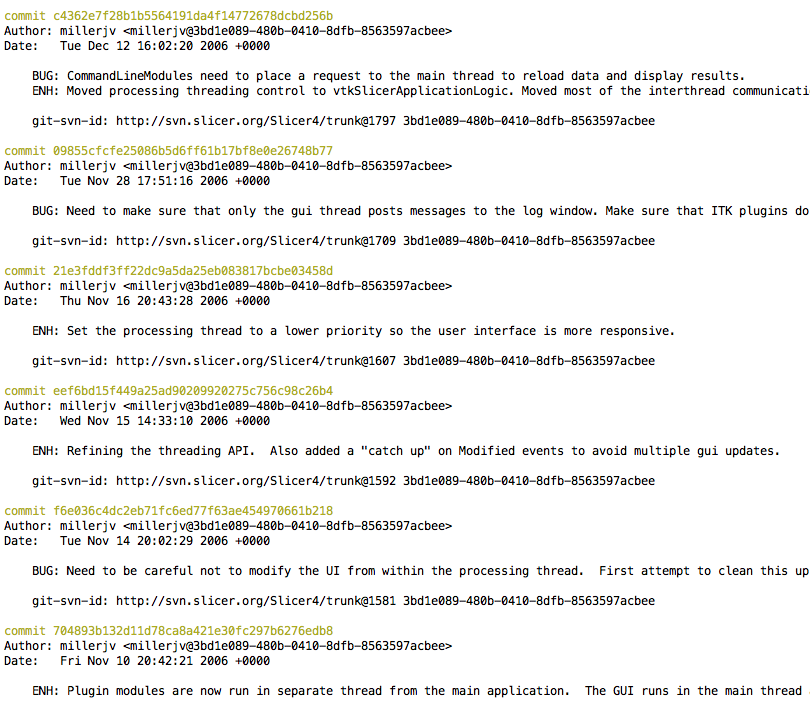 commit c4362e7f28b1b5564191da4f14772678dcbd256b
Author: millerjv <millerjv@3bd1e089-480b-0410-8dfb-8563597acbee>
Date:   Tue Dec 12 16:02:20 2006 +0000
BUG: CommandLineModules need to place a request to the main thread to reload data and display results.
ENH: Moved processing threading control to vtkSlicerApplicationLogic. Moved most of the interthread communicati
git-svn-id: http://svn.slicer.org/Slicer4/trunk@1797 3bd1e089-480b-0410-8dfb-8563597acbee
commit 09855cfcfe25086b5d6ff61b17bf8e0e26748b77
Author: millerjv <millerjv@3bd1e089-480b-0410-8dfb-8563597acbee>
Date:   Tue Nov 28 17:51:16 2006 +0000
BUG: Need to make sure that only the gui thread posts messages to the log window. Make sure that ITK plugins do
git-svn-id: http://svn.slicer.org/Slicer4/trunk@1709 3bd1e089-480b-0410-8dfb-8563597acbee
commit 21e3fddf3ff22dc9a5da25eb083817bcbe03458d
Author: millerjv <millerjv@3bd1e089-480b-0410-8dfb-8563597acbee>
Date:   Thu Nov 16 20:43:28 2006 +0000
ENH: Set the processing thread to a lower priority so the user interface is more responsive.
git-svn-id: http://svn.slicer.org/Slicer4/trunk@1607 3bd1e089-480b-0410-8dfb-8563597acbee
commit eef6bd15f449a25ad90209920275c756c98c26b4
Author: millerjv <millerjv@3bd1e089-480b-0410-8dfb-8563597acbee>
Date:   Wed Nov 15 14:33:10 2006 +0000
ENH: Refining the threading API.  Also added a "catch up" on Modified events to avoid multiple gui updates.
git-svn-id: http://svn.slicer.org/Slicer4/trunk@1592 3bd1e089-480b-0410-8dfb-8563597acbee
commit f6e036c4dc2eb71fc6ed77f63ae454970661b218
Author: millerjv <millerjv@3bd1e089-480b-0410-8dfb-8563597acbee>
Date:   Tue Nov 14 20:02:29 2006 +0000
BUG: Need to be careful not to modify the UI from within the processing thread.  First attempt to clean this up
git-svn-id: http://svn.slicer.org/Slicer4/trunk@1581 3bd1e089-480b-0410-8dfb-8563597acbee
commit 704893b132d11d78ca8a421e30fc297b6276edb8
Author: millerjv <millerjv@3bd1e089-480b-0410-8dfb-8563597acbee>
Date:   Fri Nov 10 20:42:21 2006 +0000
ENH: Plugin modules are now run in separate thread from the main application.  The GUI runs in the main thread